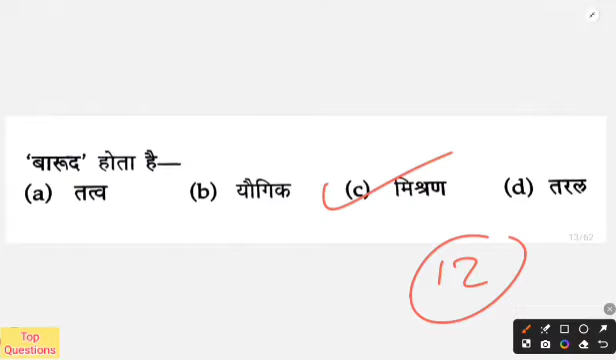 'बारूद' होता है—
(a) तत्व (b) यौगिक (c) मिश्रण (d) तरल
13/62
12
Top
Questions